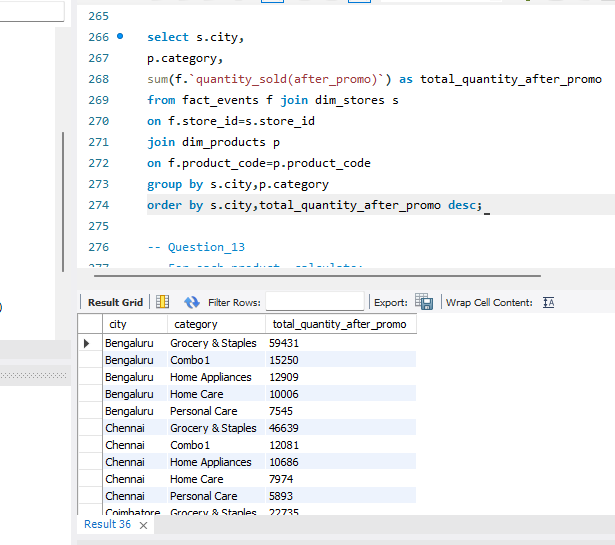 265
266 select s.city,
267 p.category,
268 sum(f.`quantity_sold(after_promo)`) as total_quantity_after_promo
269 from fact_events f join dim_stores s
270 on f.store_id=s.store_id
271 join dim_products p
272 on f.product_code=p.product_code
273 group by s.city,p.category
274 order by s.city,total_quantity_after_promo desc;
275
276 -- Question_13
Result Grid Filter Rows: Export: Wrap Cell Content:
city category total_quantity_after_promo
Bengaluru Grocery & Staples 59431
Bengaluru Combo1 15250
Bengaluru Home Appliances 12909
Bengaluru Home Care 10006
Bengaluru Personal Care 7545
Chennai Grocery & Staples 46639
Chennai Combo1 12081
Chennai Home Appliances 10686
Chennai Home Care 7974
Chennai Personal Care 5893
Coimbatore Grocery & Staples 22735
Result 36